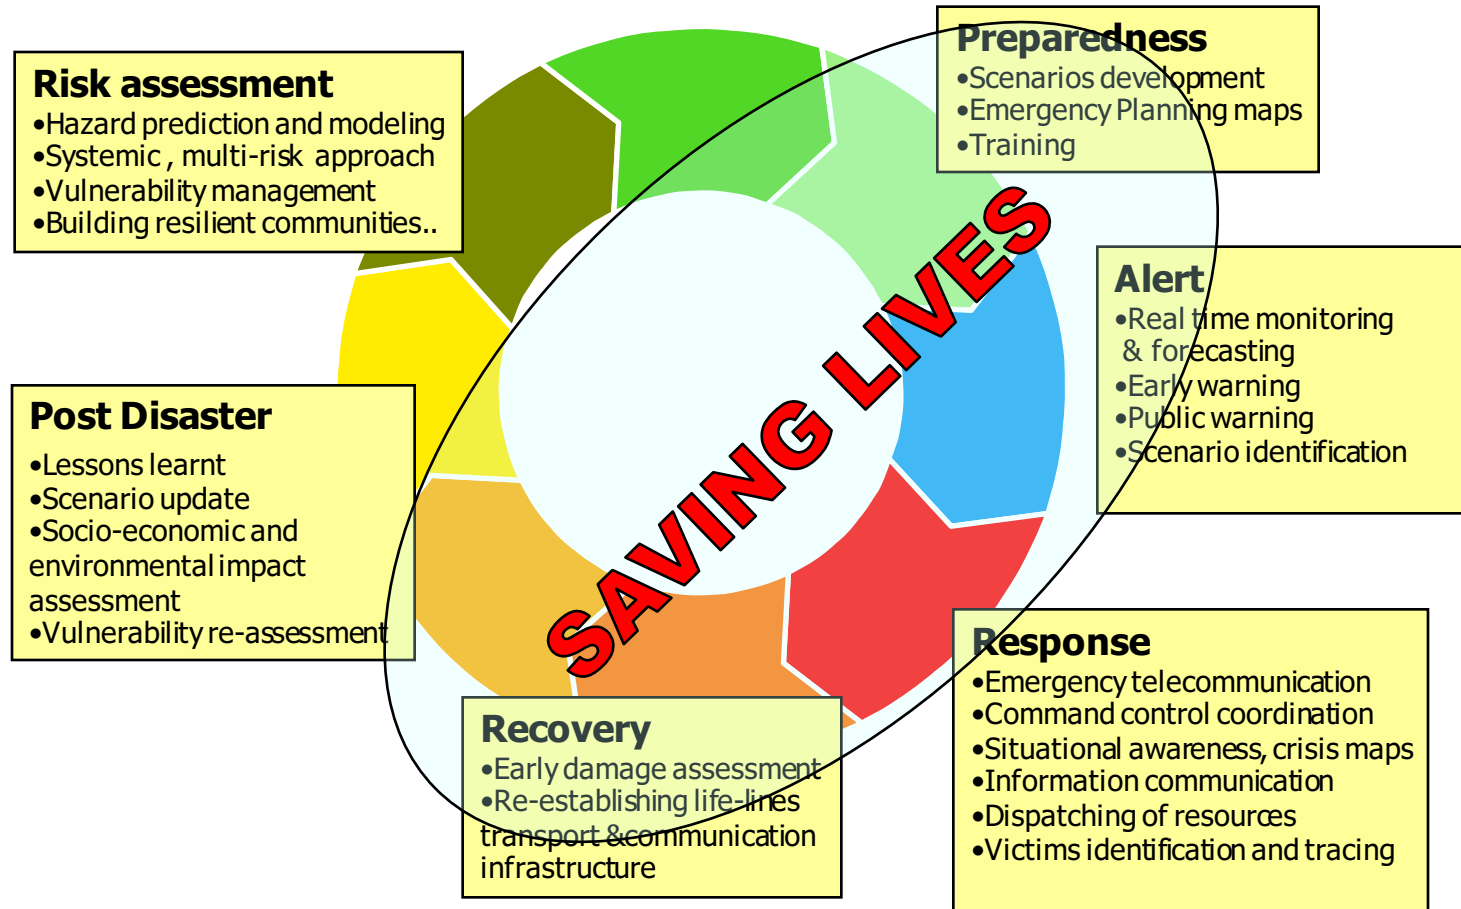 Risk assessment
•Hazard prediction and modeling
•Systemic , multi-risk approach
•Vulnerability management
•Building resilient communities..
Preparedness
•Scenarios development
•Emergency Planning maps
•Training
Alert
•Real time monitoring
& forecasting
•Early warning
•Public warning
•Scenario identification
SAVING LIVES
Post Disaster
•Lessons learnt
•Scenario update
•Socio-economic and
environmental impact
assessment
•Vulnerability re-assessment
Recovery
•Early damage assessment
•Re-establishing life-lines
transport &communication
infrastructure
Response
•Emergency telecommunication
•Command control coordination
•Situational awareness, crisis maps
•Information communication
•Dispatching of resources
•Victims identification and tracing